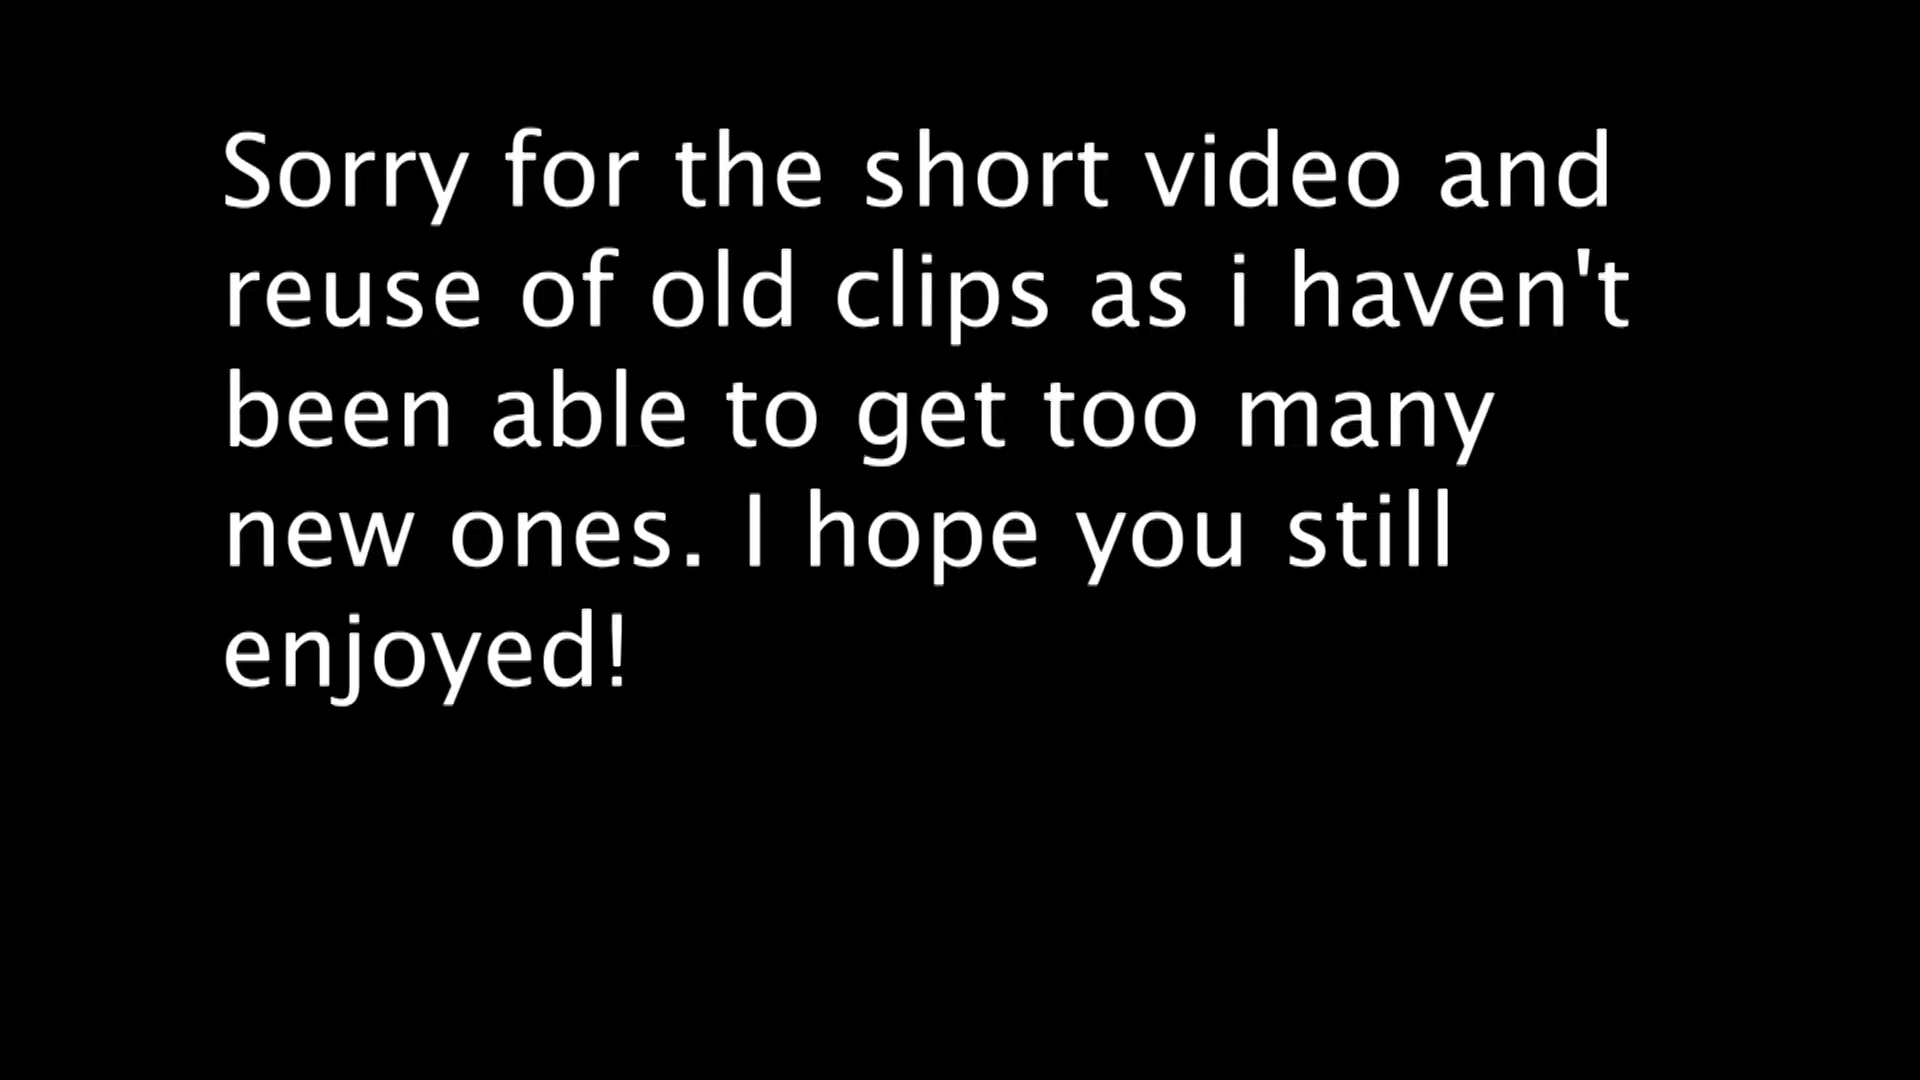 Sorry for the short video and
reuse of old clips as i haven't
been able to get too many
new ones. I hope you still
enjoyed!